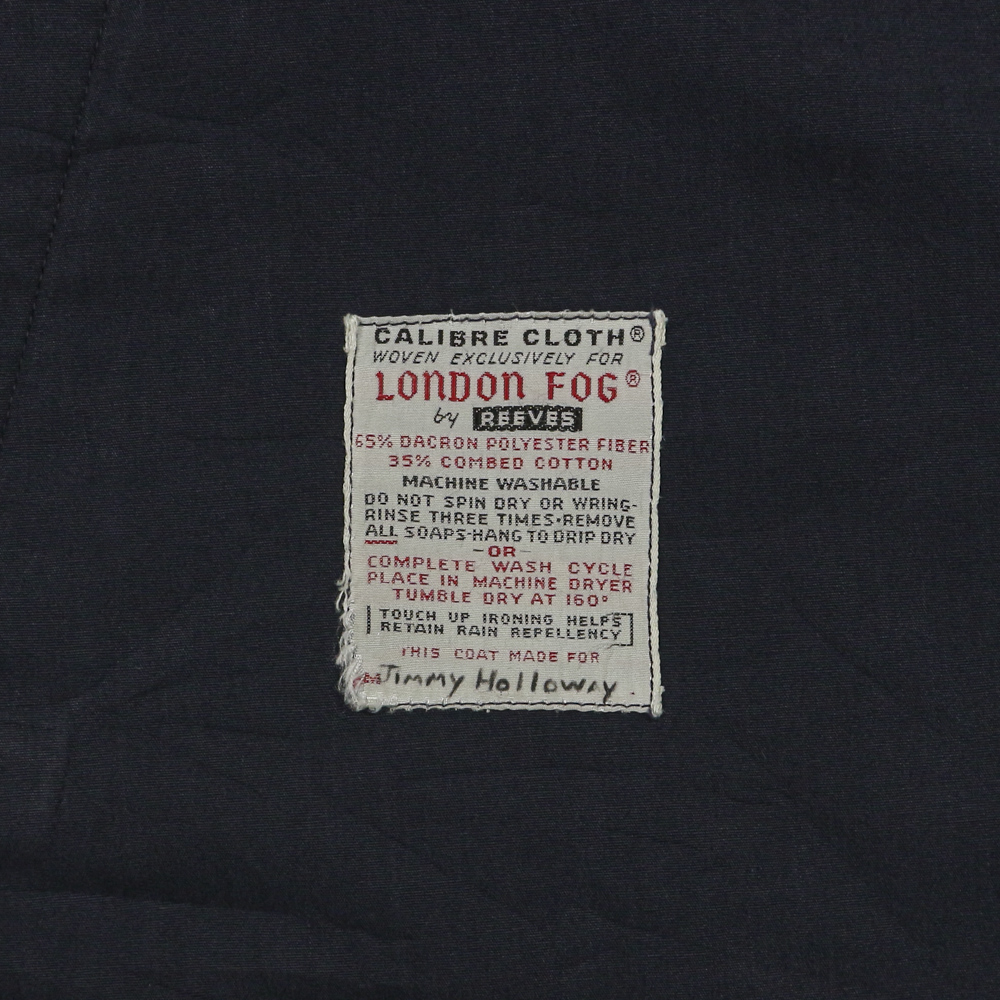 CALIBRE CLOTH®
WOVEN EXCLUSIVELY FOR
LONDON FOG®
by REEVES
65% DACRON POLYESTER FIBER
35% COMBED COTTON
MACHINE WASHABLE
DO NOT SPIN DRY OR WRING-
RINSE THREE TIMES·REMOVE
ALL SOAPS-HANG TO DRIP DRY
-OR-
COMPLETE WASH CYCLE
PLACE IN MACHINE DRYER
TUMBLE DRY AT 160°
TOUCH UP IRONING HELPS
RETAIN RAIN REPELLENCY
THIS COAT MADE FOR
Jimmy Holloway.